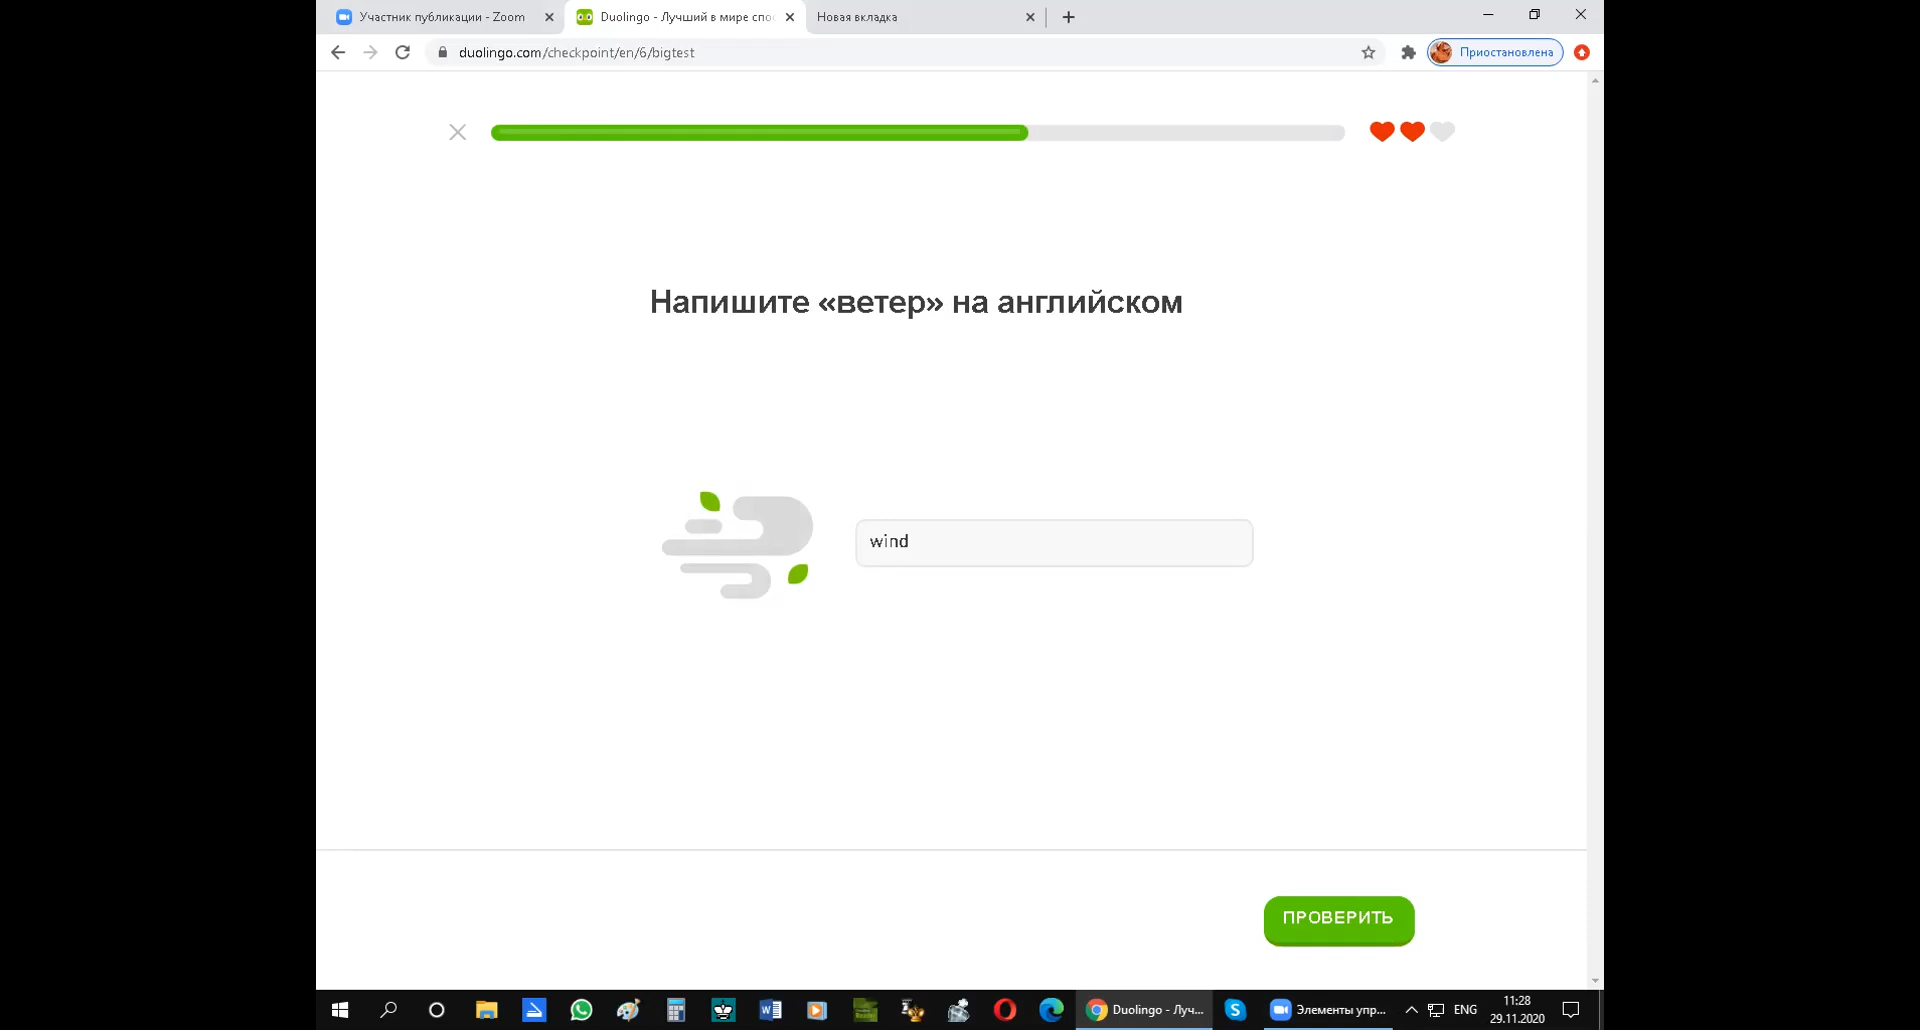 Участник публикации - Zoom
Duolingo - Лучший в мире спос
Новая вкладка
duolingo.com/checkpoint/en/6/bigtest
Приостановлена
Напишите «ветер» на английском
wind
ПРОВЕРИТЬ
Duolingo - Луч...
Элементы упр...
ENG
11:28
29.11.2020